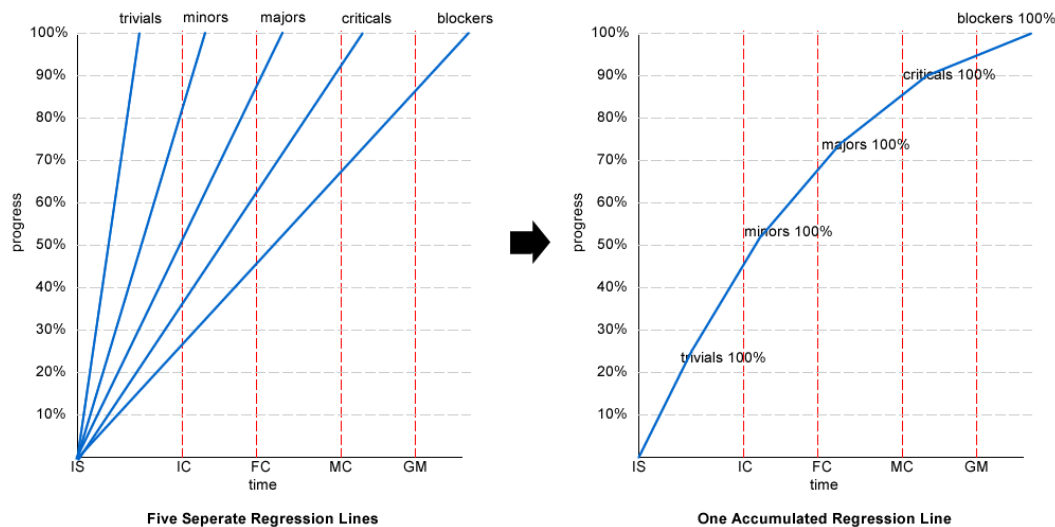 trivials minors majors criticals blockers
100%
90%
80%
70%
60%
50%
40%
30%
20%
10%
progress
IS IC FC MC GM
time
Five Seperate Regression Lines
blockers 100%
100%
90%
criticals 100%
80%
70%
majors 100%
60%
50%
minors 100%
40%
30%
20%
trivials 100%
10%
progress
IS IC FC MC GM
time
One Accumulated Regression Line